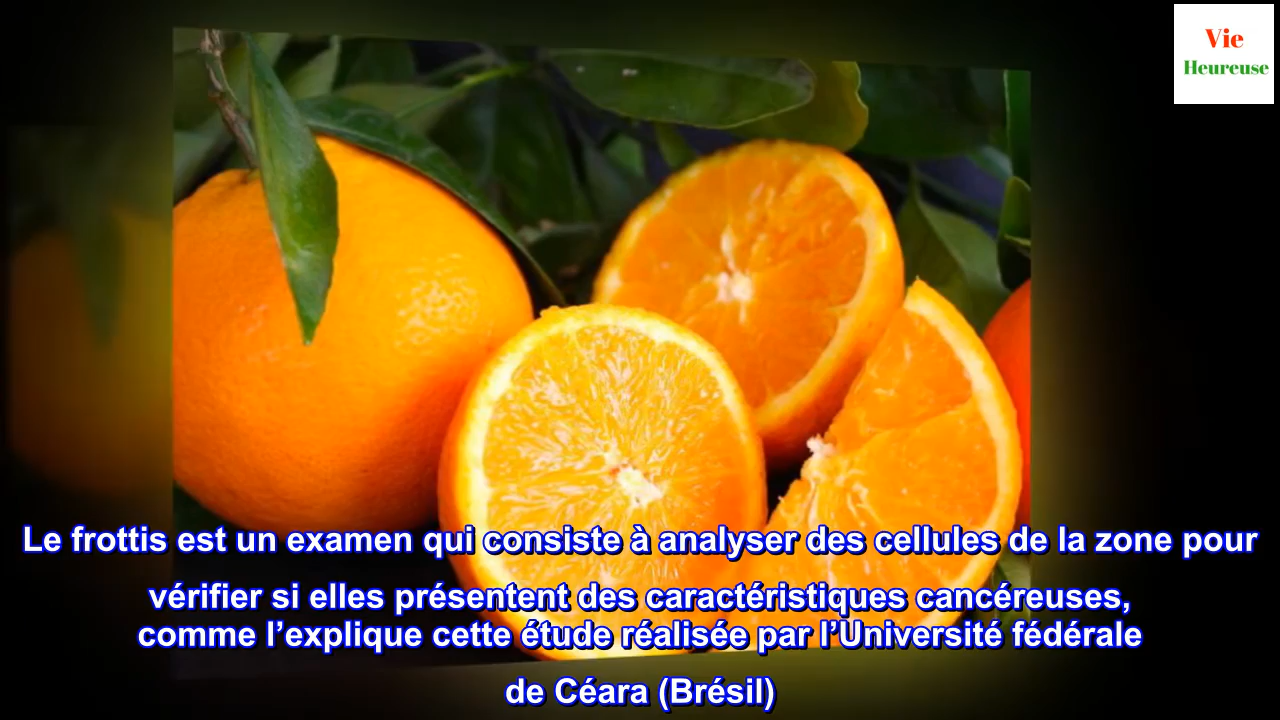 Vie
Heureuse
Le frottis est un examen qui consiste à analyser des cellules de la zone pour
vérifier si elles présentent des caractéristiques cancéreuses,
comme l’explique cette étude réalisée par l’Université fédérale
de Céara (Brésil)